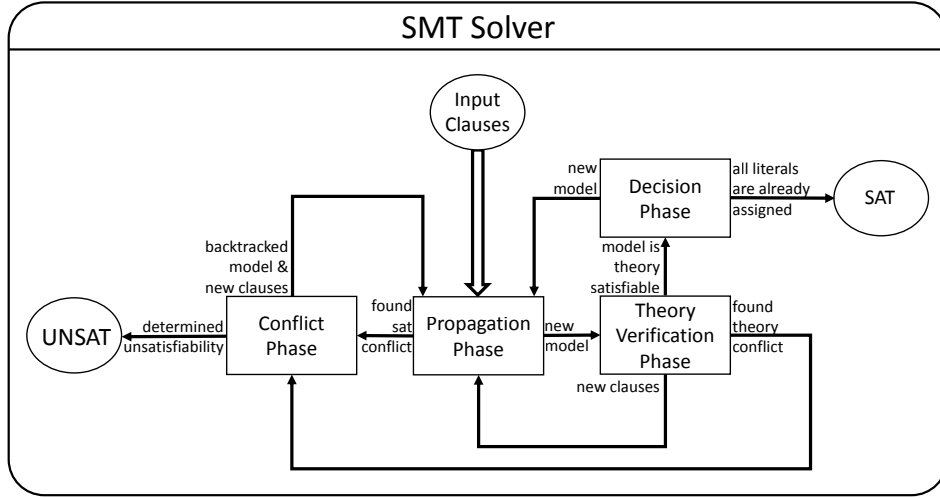 SMT Solver
Input
Clauses
new
model
Decision
Phase
all literals
are already
assigned
SAT
backtracked
model &
new clauses
model is
theory
satisfiable
UNSAT
determined
unsatisfiability
Conflict
Phase
found
sat
conflict
Propagation
Phase
new
model
Theory
Verification
Phase
found
theory
conflict
new clauses